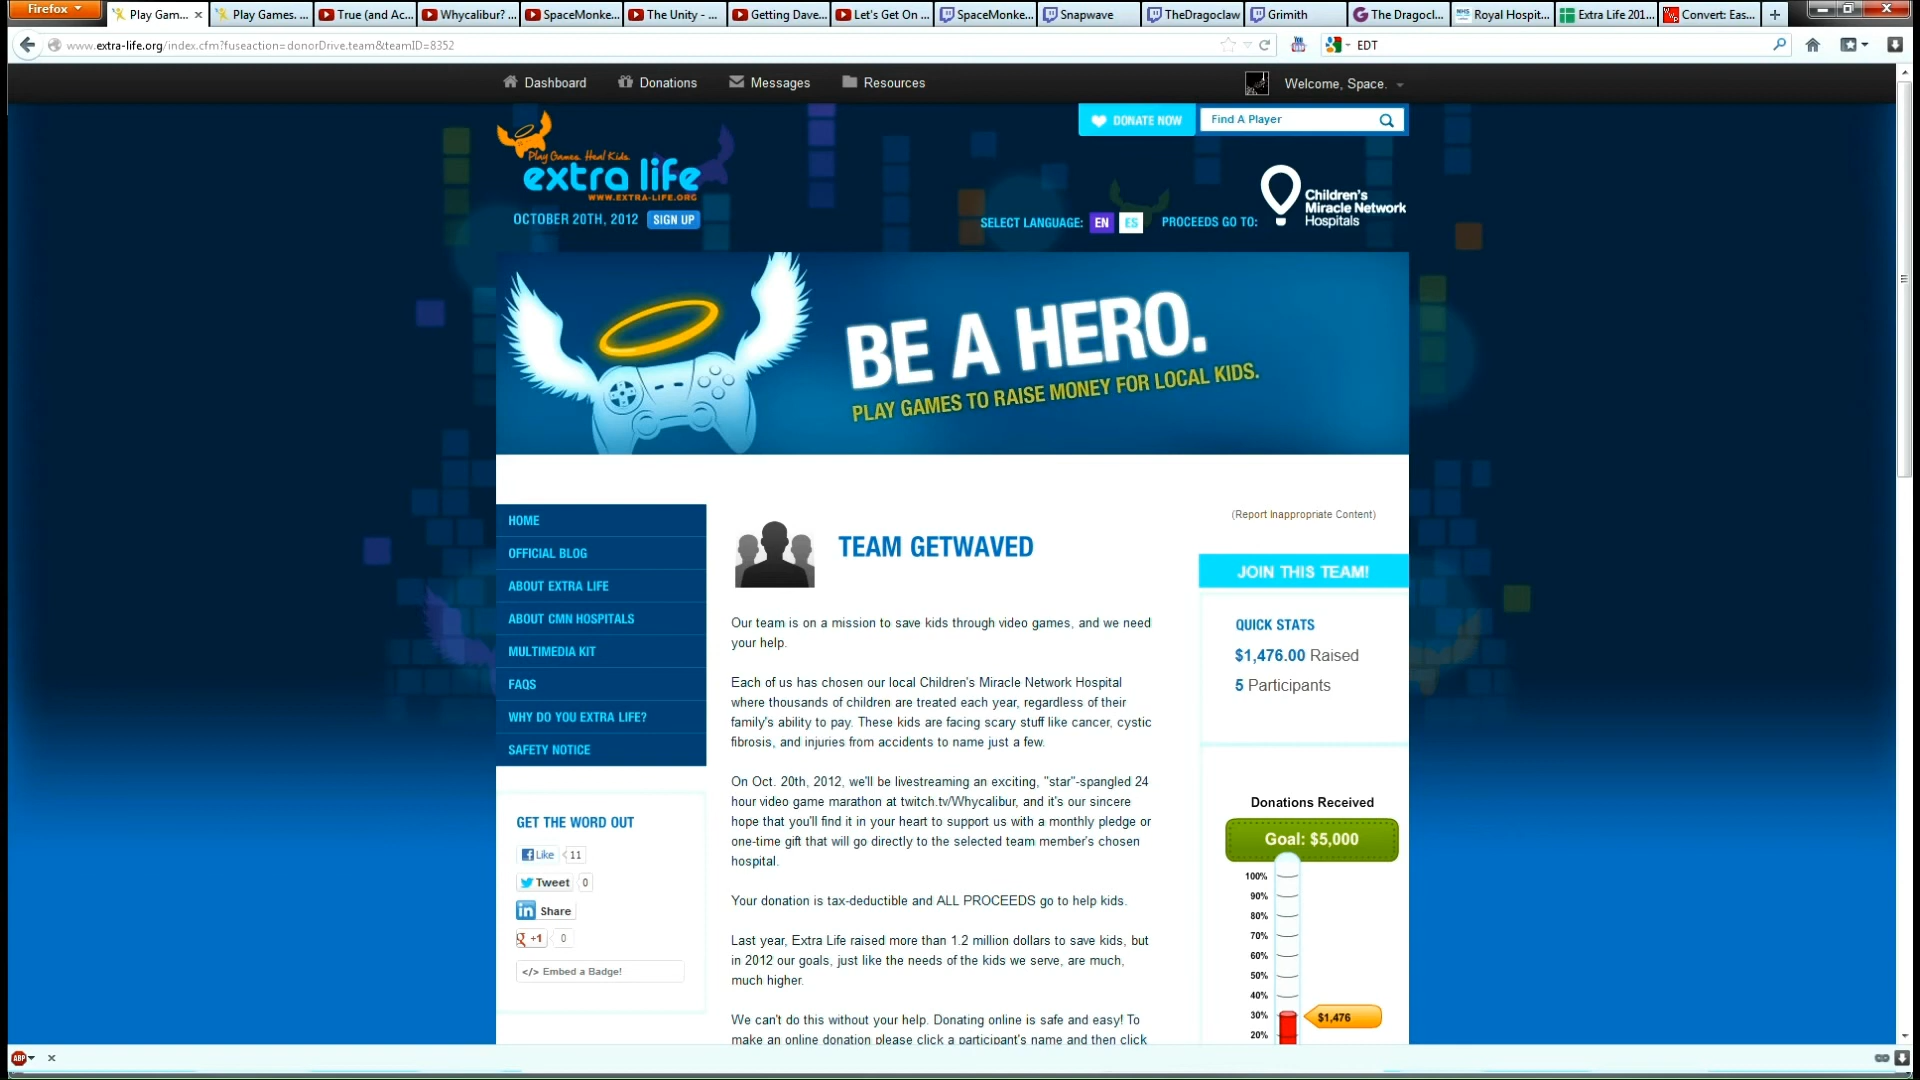 Firefox
Play Gam...
Play Games. ...
True (and Ac...
Whycalibur? ...
SpaceMonke...
The Unity - ...
Getting Dave...
Let's Get On ...
SpaceMonke...
Snapwave
TheDragoclaw
Grimith
The Dragocl...
Royal Hospit...
Extra Life 201...
Convert: Eas...
www.extra-life.org/index.cfm?fuseaction=donorDrive.team&teamID=8352
EDT
Dashboard
Donations
Messages
Resources
Welcome, Space.
DONATE NOW
Find A Player
Play Games. Heal Kids.
extra life
WWW.EXTRA-LIFE.ORG
OCTOBER 20TH, 2012 SIGN UP
SELECT LANGUAGE: EN ES PROCEEDS GO TO:
Children's
Miracle Network
Hospitals
BE A HERO.
PLAY GAMES TO RAISE MONEY FOR LOCAL KIDS.
HOME
OFFICIAL BLOG
ABOUT EXTRA LIFE
ABOUT CMN HOSPITALS
MULTIMEDIA KIT
FAQS
WHY DO YOU EXTRA LIFE?
SAFETY NOTICE
GET THE WORD OUT
Like 11
Tweet 0
in Share
g +1 0
</> Embed a Badge!
TEAM GETWAVED
Our team is on a mission to save kids through video games, and we need
your help.
Each of us has chosen our local Children's Miracle Network Hospital
where thousands of children are treated each year, regardless of their
family's ability to pay. These kids are facing scary stuff like cancer, cystic
fibrosis, and injuries from accidents to name just a few.
On Oct. 20th, 2012, we'll be livestreaming an exciting, "star"-spangled 24
hour video game marathon at twitch.tv/Whycalibur, and it's our sincere
hope that you'll find it in your heart to support us with a monthly pledge or
one-time gift that will go directly to the selected team member's chosen
hospital.
Your donation is tax-deductible and ALL PROCEEDS go to help kids.
Last year, Extra Life raised more than 1.2 million dollars to save kids, but
in 2012 our goals, just like the needs of the kids we serve, are much,
much higher.
We can't do this without your help. Donating online is safe and easy! To
make an online donation please click a participant's name and then click
(Report Inappropriate Content)
JOIN THIS TEAM!
QUICK STATS
$1,476.00 Raised
5 Participants
Donations Received
Goal: $5,000
100%
90%
80%
70%
60%
50%
40%
30%
$1,476
20%
ABP